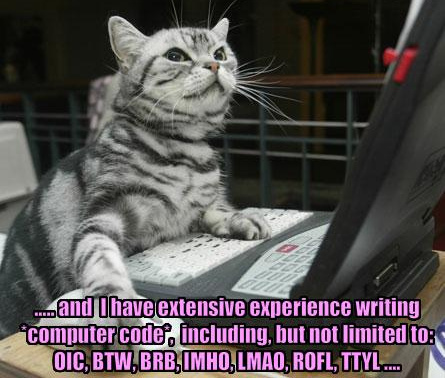 ..... and I have extensive experience writing
*computer code*, including, but not limited to:
OIC, BTW, BRB, IMHO, LMAO, ROFL, TTYL ....